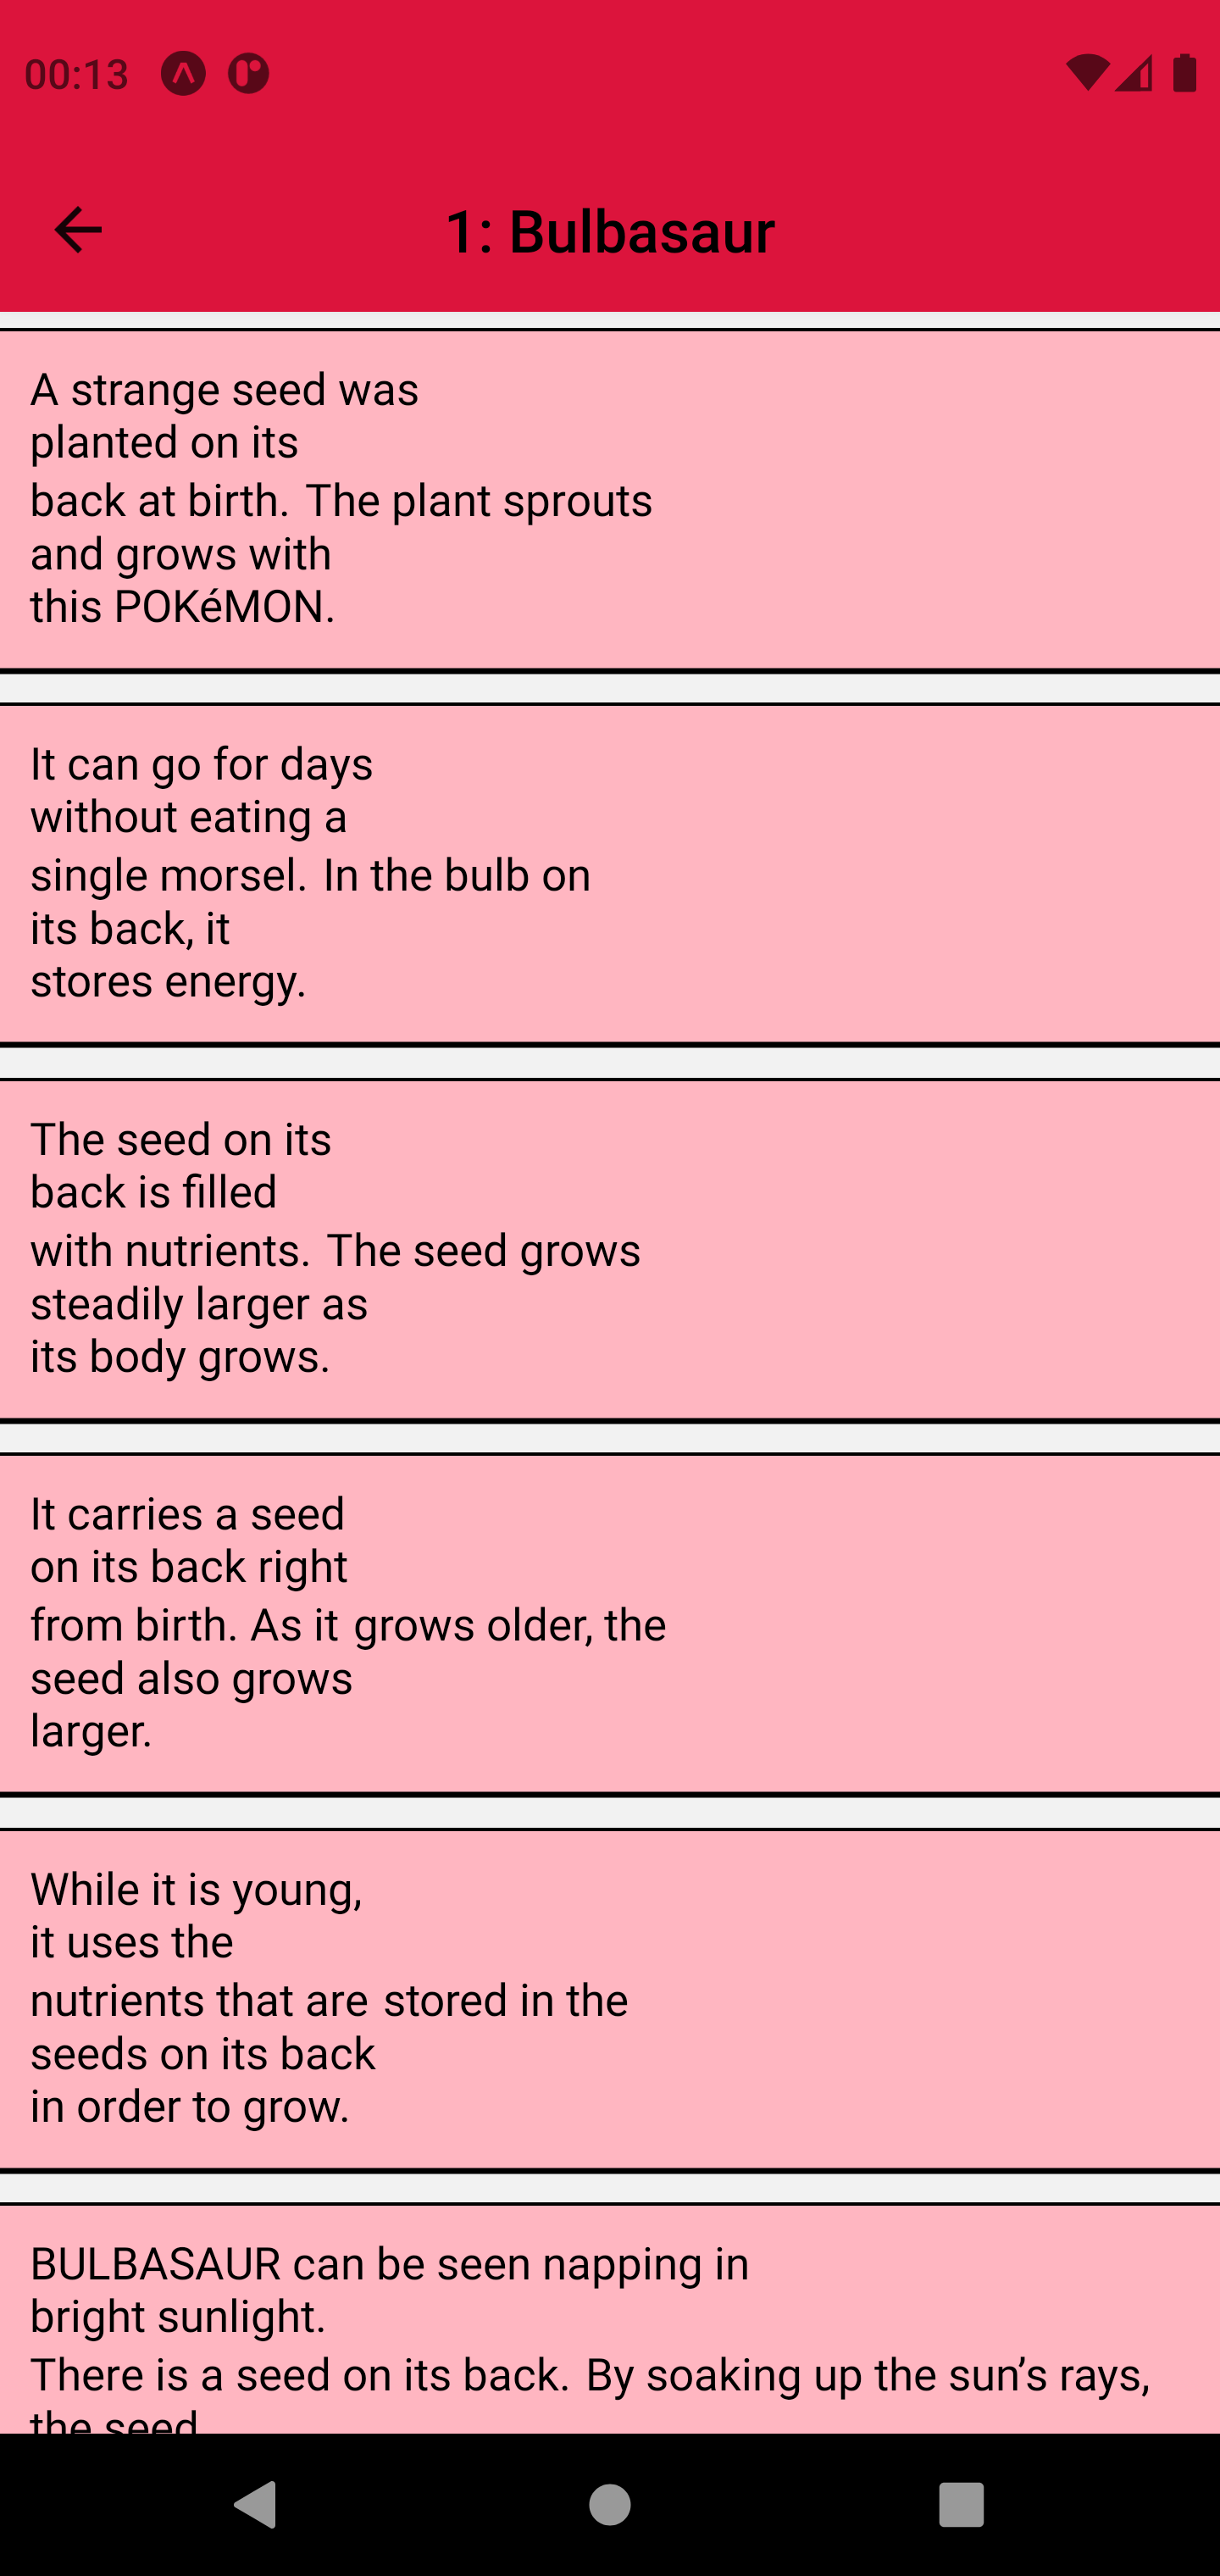 00:13
1: Bulbasaur
A strange seed was
planted on its
back at birth. The plant sprouts
and grows with
this POKéMON.
It can go for days
without eating a
single morsel. In the bulb on
its back, it
stores energy.
The seed on its
back is filled
with nutrients. The seed grows
steadily larger as
its body grows.
It carries a seed
on its back right
from birth. As it grows older, the
seed also grows
larger.
While it is young,
it uses the
nutrients that are stored in the
seeds on its back
in order to grow.
BULBASAUR can be seen napping in
bright sunlight.
There is a seed on its back. By soaking up the sun’s rays,
the seed